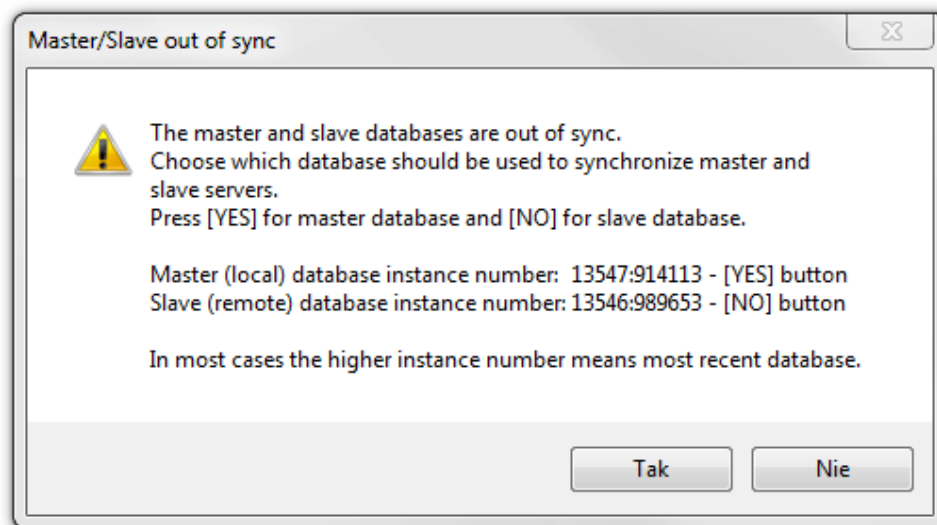 Master/Slave out of sync
The master and slave databases are out of sync.
Choose which database should be used to synchronize master and
slave servers.
Press [YES] for master database and [NO] for slave database.
Master (local) database instance number:  13547:914113 - [YES] button
Slave (remote) database instance number: 13546:989653 - [NO] button
In most cases the higher instance number means most recent database.
Tak
Nie